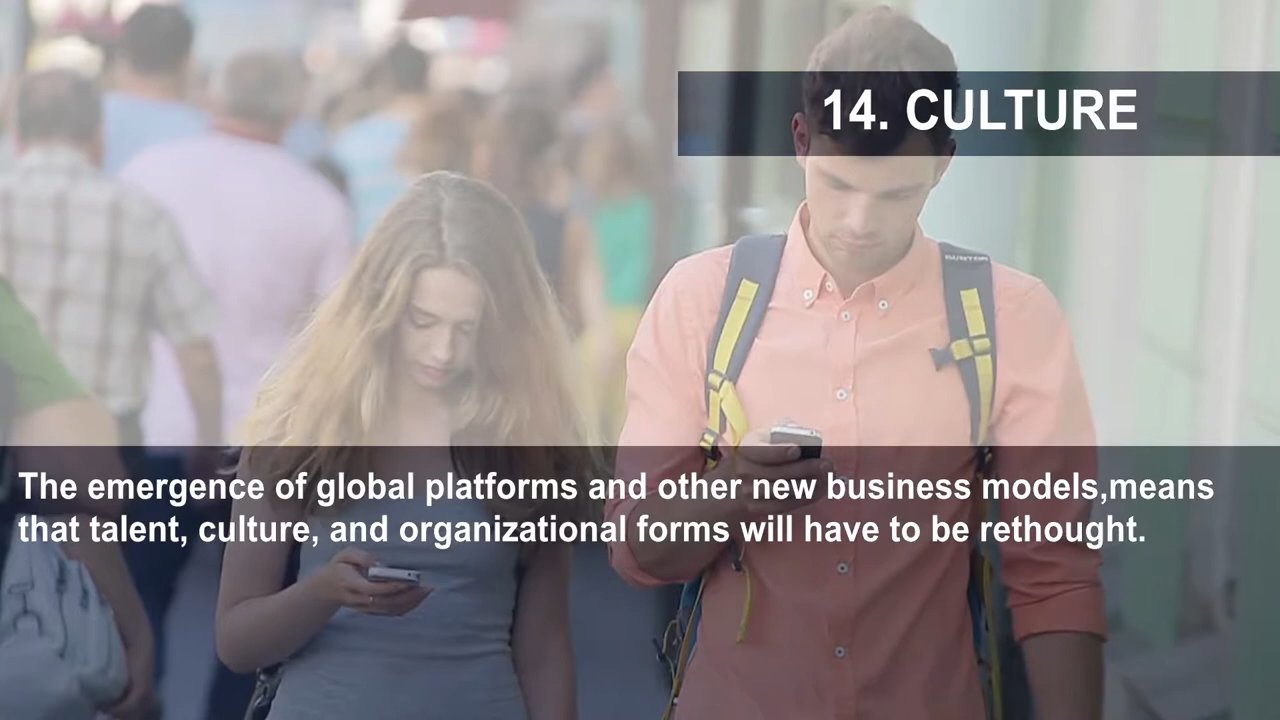 14. CULTURE
BURTON
The emergence of global platforms and other new business models,means
that talent, culture, and organizational forms will have to be rethought.